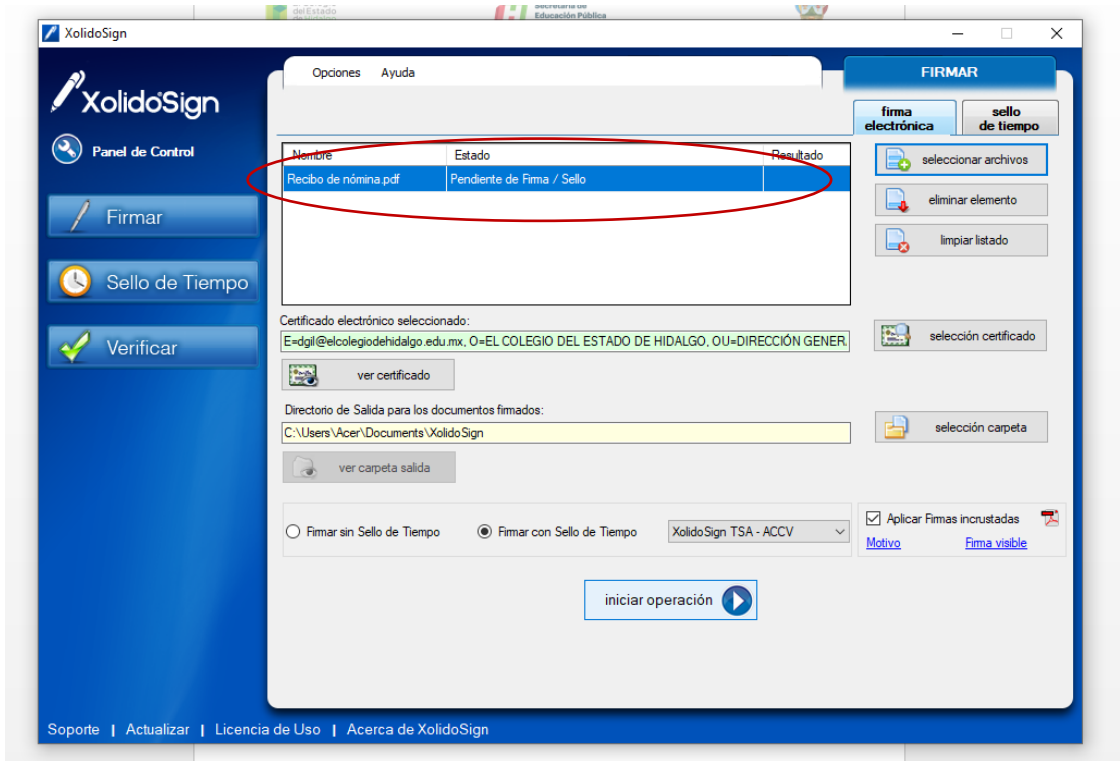 del Estado
Educación Pública
XolidoSign
Opciones Ayuda
FIRMAR
XolidoSign
firma electrónica
sello de tiempo
Panel de Control
Nombre Estado Resultado
Recibo de nómina.pdf Pendiente de Firma / Sello
seleccionar archivos
eliminar elemento
limpiar listado
Firmar
Sello de Tiempo
Verificar
Certificado electrónico seleccionado:
E=dgil@elcolegiodehidalgo.edu.mx, O=EL COLEGIO DEL ESTADO DE HIDALGO, OU=DIRECCIÓN GENER
selección certificado
ver certificado
Directorio de Salida para los documentos firmados:
C:\Users\Acer\Documents\XolidoSign
selección carpeta
ver carpeta salida
Firmar sin Sello de Tiempo Firmar con Sello de Tiempo XolidoSign TSA - ACCV
Aplicar Firmas incrustadas
Motivo Firma visible
iniciar operación
Soporte | Actualizar | Licencia de Uso | Acerca de XolidoSign